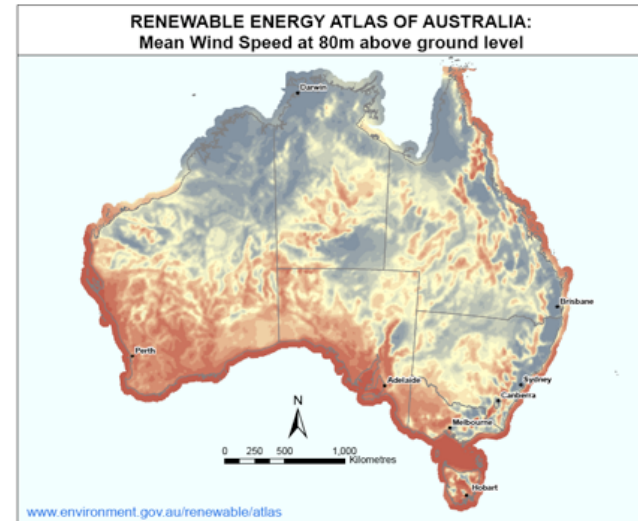 RENEWABLE ENERGY ATLAS OF AUSTRALIA:
Mean Wind Speed at 80m above ground level
Darwin
Brisbane
Perth
Adelaide
Sydney
Canberra
Melbourne
N
0 250 500 1,000
Kilometres
Hobart
www.environment.gov.au/renewable/atlas